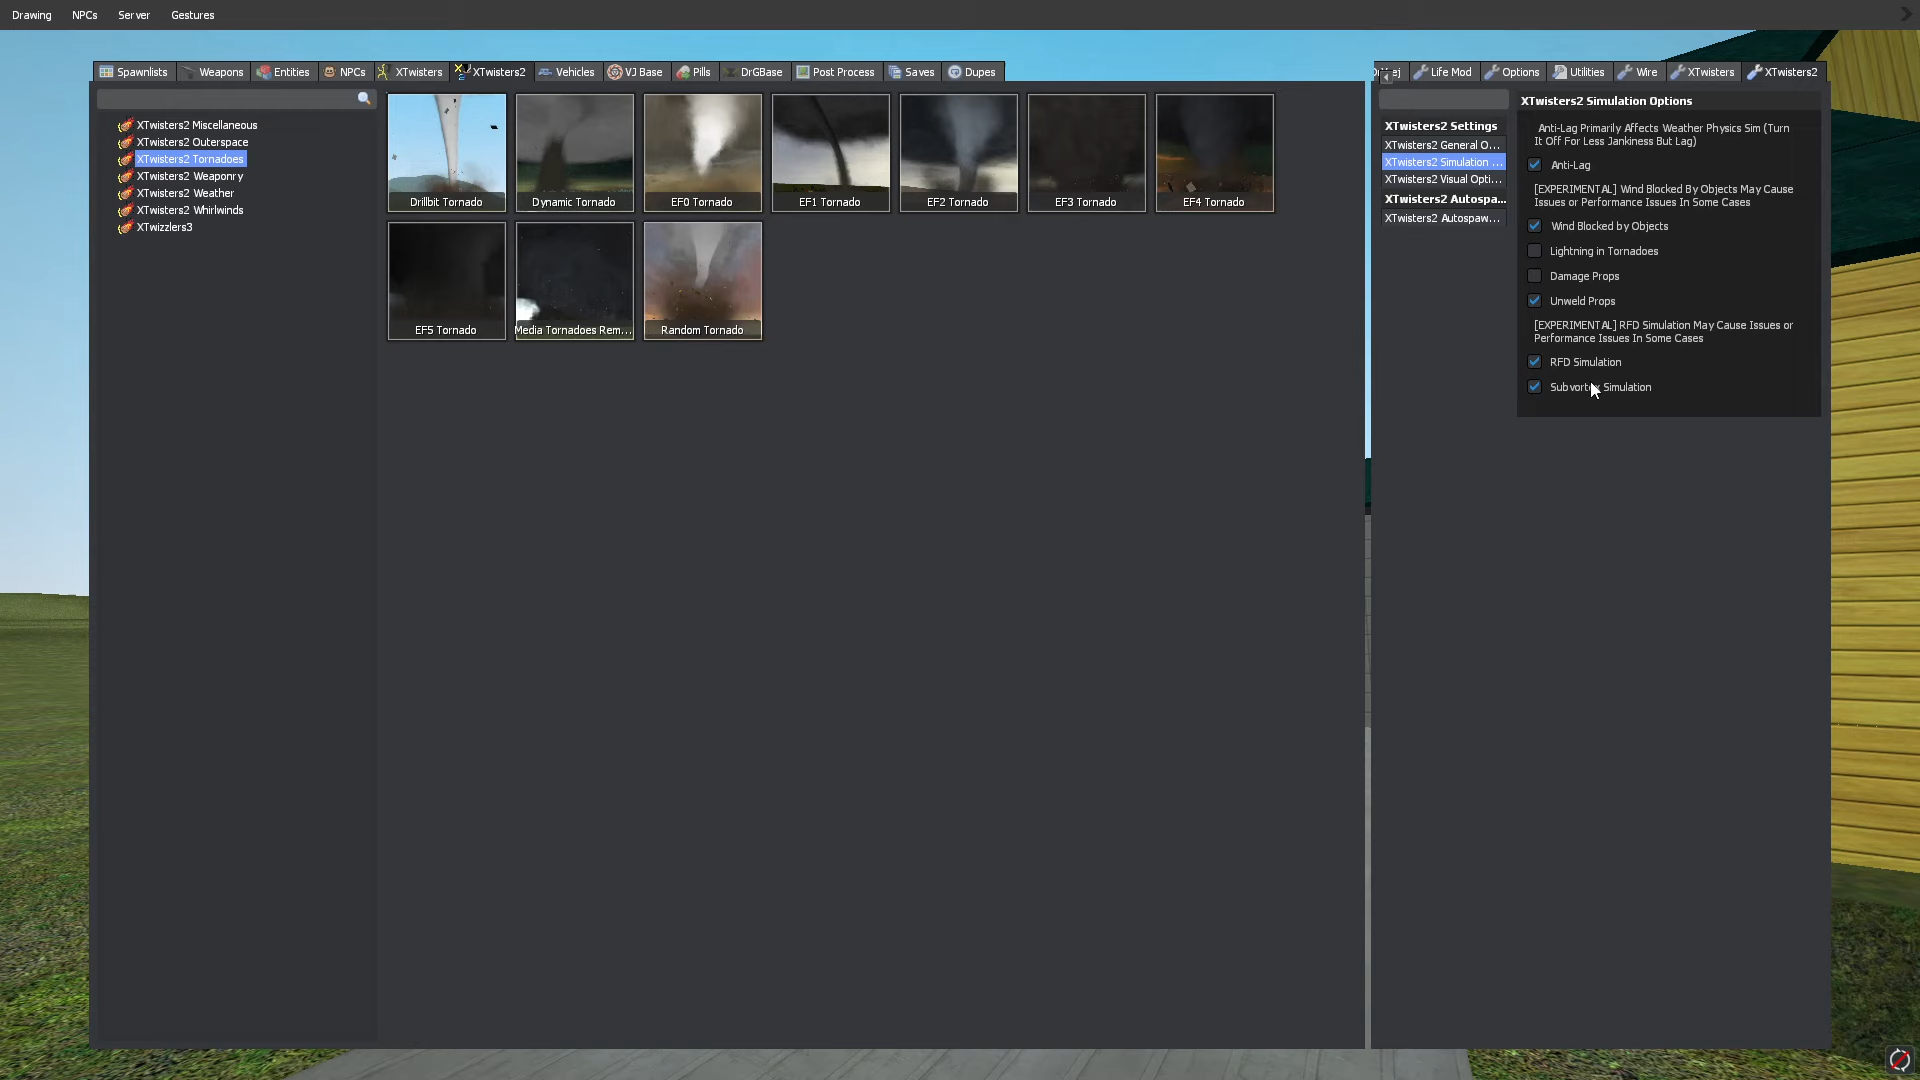 Drawing NPCs Server Gestures
Spawnlists Weapons Entities NPCs XTwisters XTwisters2 Vehicles VJ Base Pills DrGBase Post Process Saves Dupes
Life Mod Options Utilities Wire XTwisters XTwisters2
XTwisters2 Miscellaneous
XTwisters2 Outerspace
XTwisters2 Tornadoes
XTwisters2 Weaponry
XTwisters2 Weather
XTwisters2 Whirlwinds
XTwizzlers3
Drillbit Tornado
Dynamic Tornado
EF0 Tornado
EF1 Tornado
EF2 Tornado
EF3 Tornado
EF4 Tornado
EF5 Tornado
Media Tornadoes Rem...
Random Tornado
XTwisters2 Settings
XTwisters2 General O...
XTwisters2 Simulation ...
XTwisters2 Visual Opti...
XTwisters2 Autospa...
XTwisters2 Autospaw...
XTwisters2 Simulation Options
Anti-Lag Primarily Affects Weather Physics Sim (Turn
It Off For Less Jankiness But Lag)
Anti-Lag
[EXPERIMENTAL] Wind Blocked By Objects May Cause
Issues or Performance Issues In Some Cases
Wind Blocked by Objects
Lightning in Tornadoes
Damage Props
Unweld Props
[EXPERIMENTAL] RFD Simulation May Cause Issues or
Performance Issues In Some Cases
RFD Simulation
Subvortex Simulation